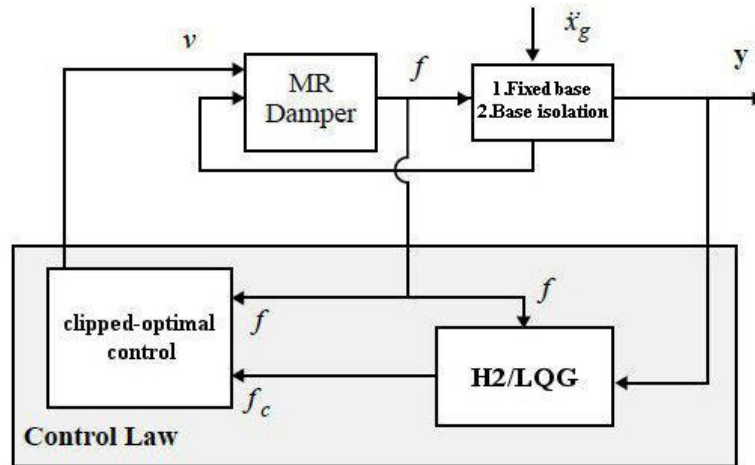 v
MR
Damper
f
ẍg
1.Fixed base
2.Base isolation
y
clipped-optimal
control
f
f
H2/LQG
fc
Control Law